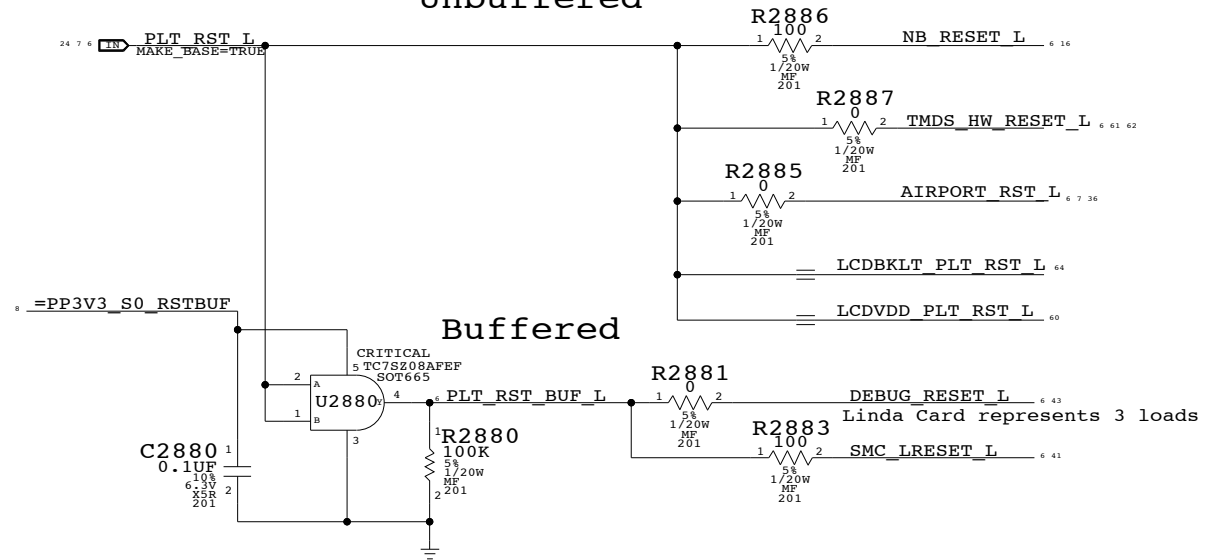 Unbuffered
24 7 6 IN PLT_RST_L
MAKE_BASE=TRUE
R2886
100
1 2
5%
1/20W
MF
201
NB_RESET_L 6 16
R2887
0
1 2
5%
1/20W
MF
201
TMDS_HW_RESET_L 6 61 62
R2885
0
1 2
5%
1/20W
MF
201
AIRPORT_RST_L 6 7 36
LCDBKLT_PLT_RST_L 64
LCDVDD_PLT_RST_L 60
8 =PP3V3_S0_RSTBUF
Buffered
CRITICAL
5 TC7SZ08AFEF
SOT665
2 A
U2880 Y 4
1 B
3
6 PLT_RST_BUF_L
R2881
0
1 2
5%
1/20W
MF
201
DEBUG_RESET_L 6 43
Linda Card represents 3 loads
R2883
100
1 2
5%
1/20W
MF
201
SMC_LRESET_L 6 41
C2880 1
0.1UF
10%
6.3V
X5R 2
201
1 R2880
100K
5%
1/20W
MF
2 201